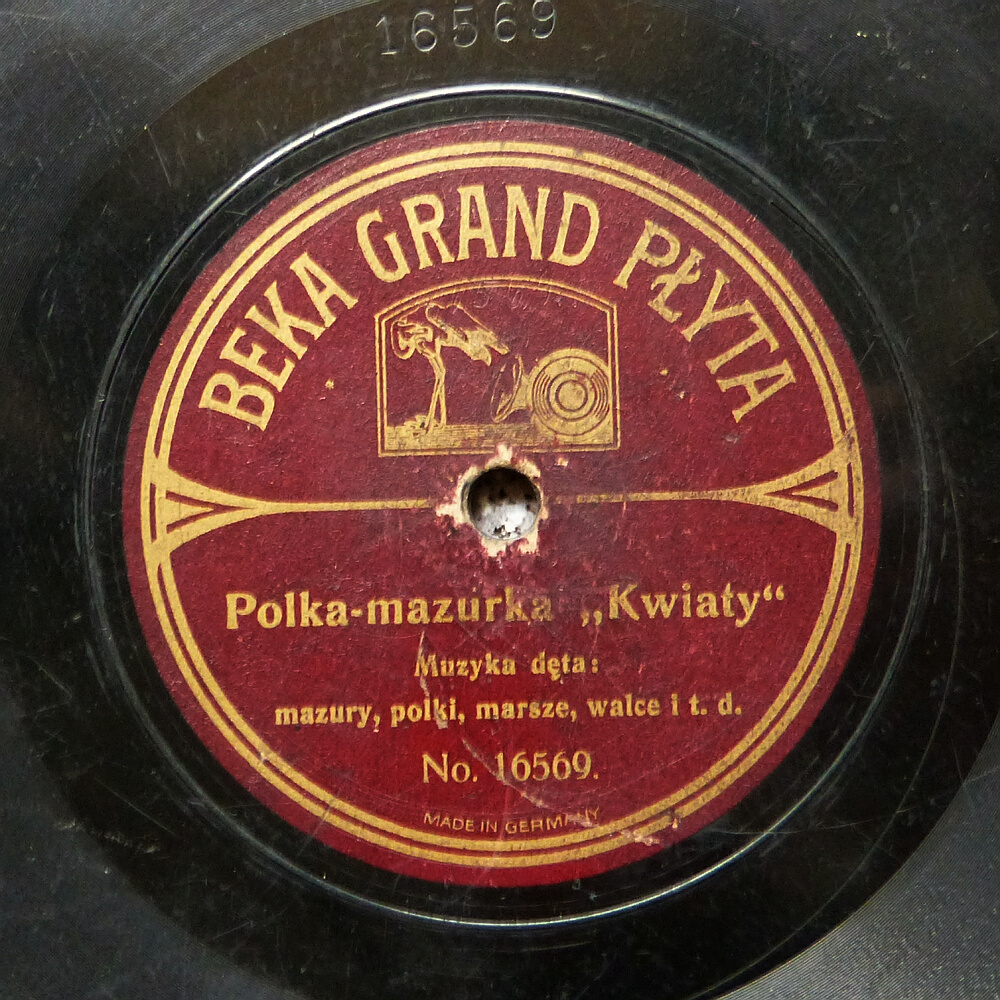 16569
BEKA GRAND PŁYTA
Polka-mazurka „Kwiaty“
Muzyka dęta:
mazury, polki, marsze, walce i t. d.
No. 16569.
MADE IN GERMANY